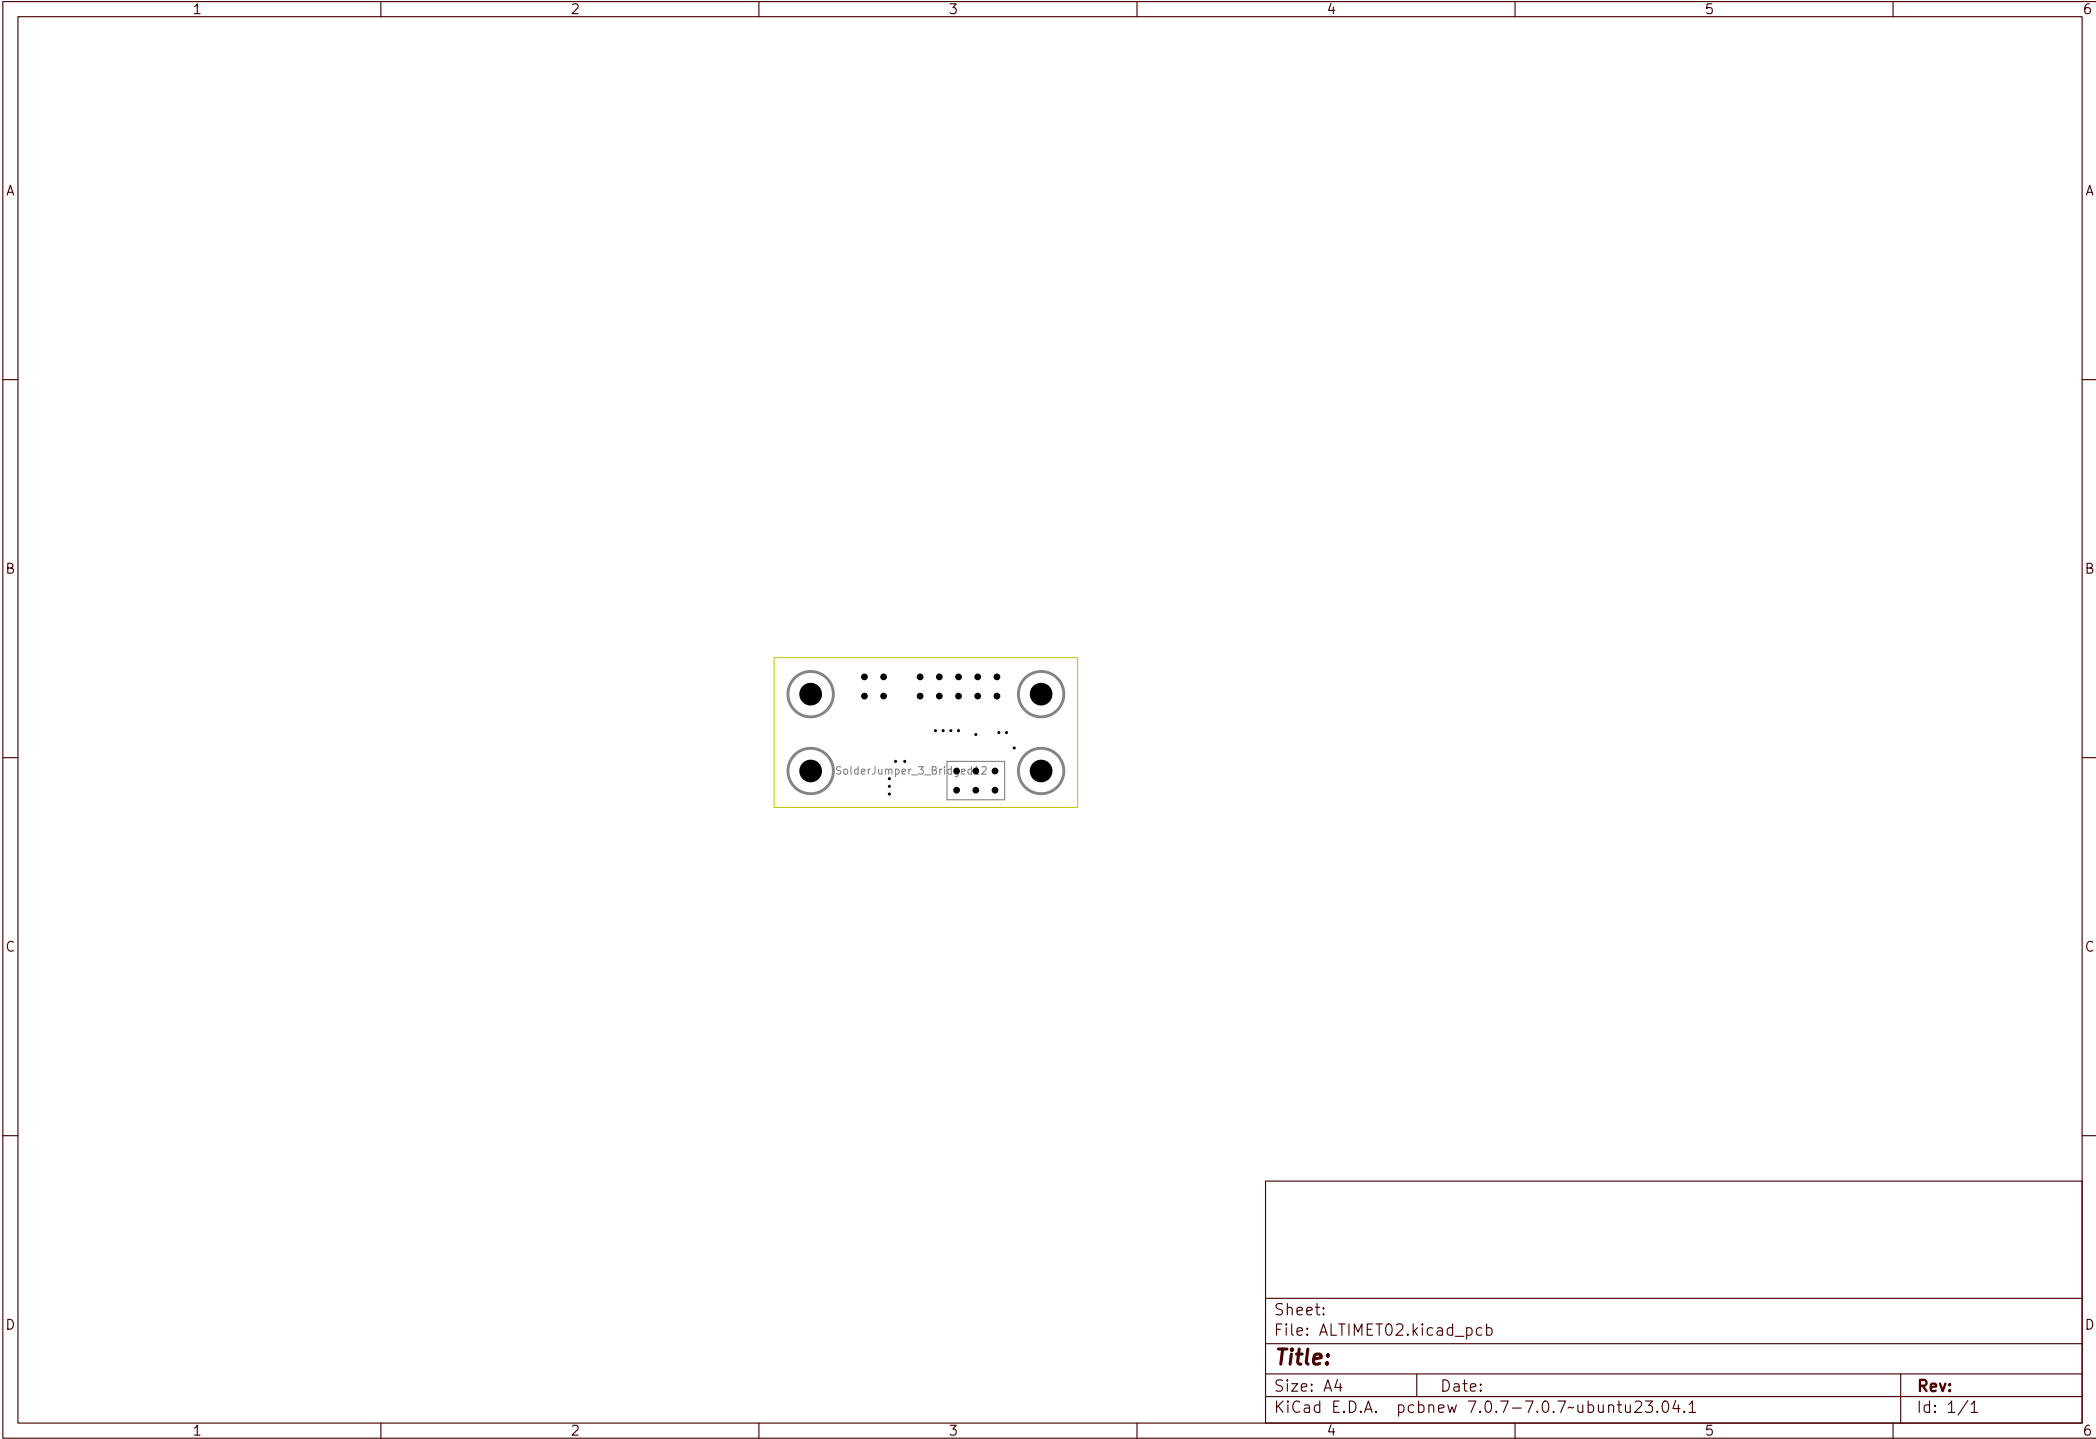 1 2 3 4 5 6
A A
B B
SolderJumper_3_Bridged12
C C
Sheet:
File: ALTIMET02.kicad_pcb
D D
Title:
Size: A4 Date: Rev:
KiCad E.D.A. pcbnew 7.0.7-7.0.7~ubuntu23.04.1 Id: 1/1
1 2 3 4 5 6